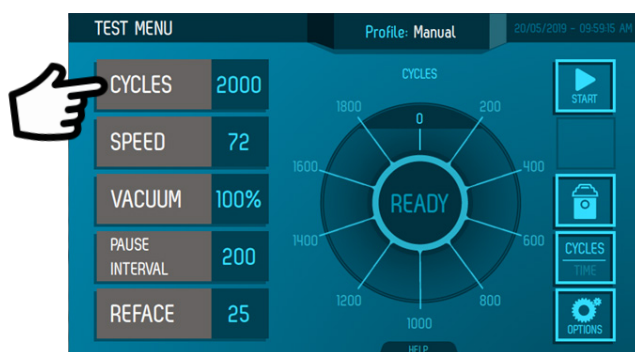 TEST MENU
Profile: Manual
20/05/2019 - 09:59:15 AM
CYCLES 2000
SPEED 72
VACUUM 100%
PAUSE
INTERVAL
200
REFACE 25
CYCLES
0
200
400
600
800
1000
1200
1400
1600
1800
READY
HELP
START
CYCLES
TIME
OPTIONS